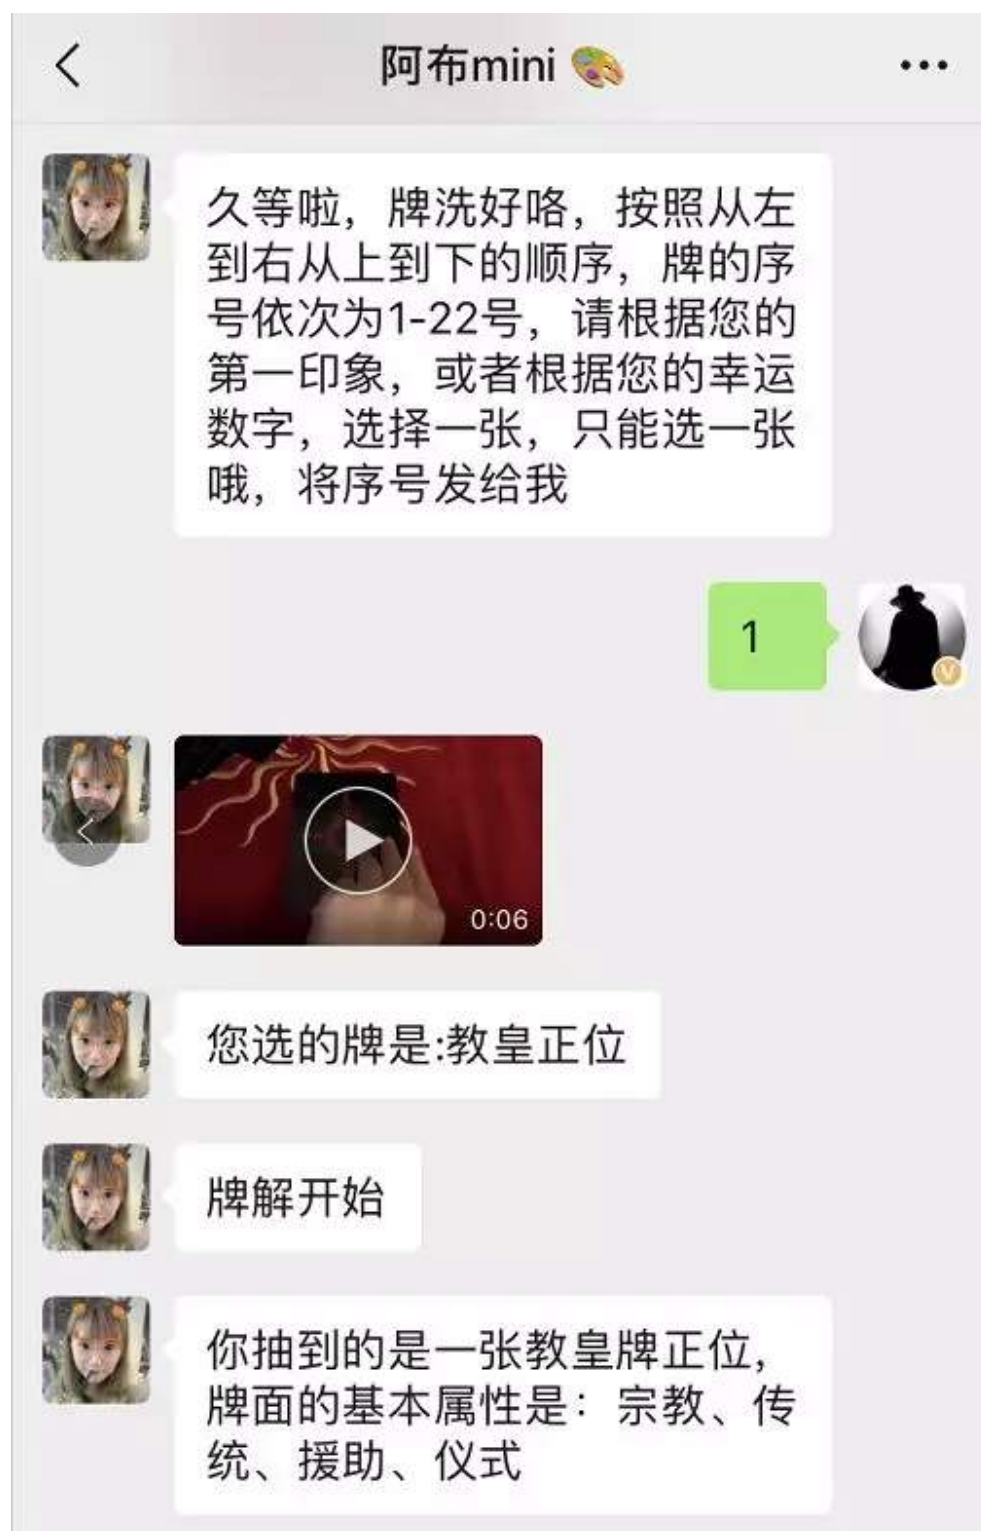 阿布mini
久等啦，牌洗好咯，按照从左
到右从上到下的顺序，牌的序
号依次为1-22号，请根据您的
第一印象，或者根据您的幸运
数字，选择一张，只能选一张
哦，将序号发给我
1
V
0:06
您选的牌是:教皇正位
牌解开始
你抽到的是一张教皇牌正位，
牌面的基本属性是：宗教、传
统、援助、仪式